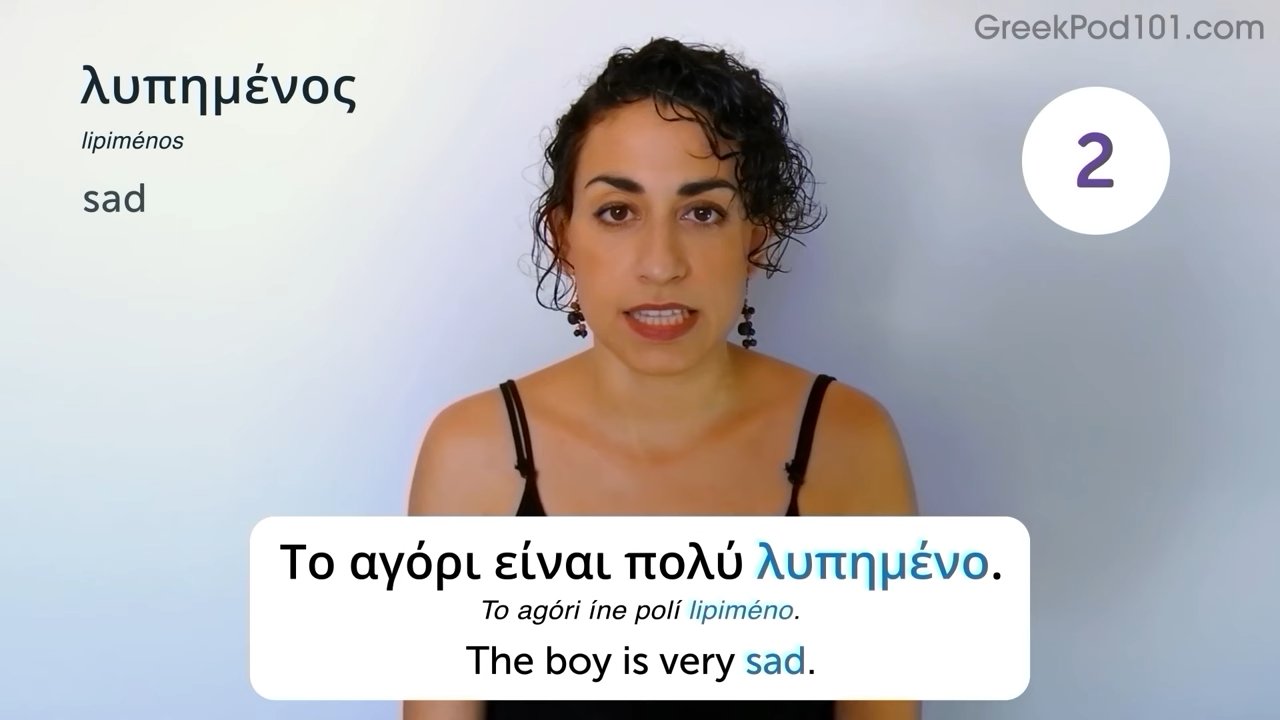 GreekPod101.com
λυπημένος
lipiménos
sad
2
Το αγόρι είναι πολύ λυπημένο.
To agóri íne polí lipiméno.
The boy is very sad.